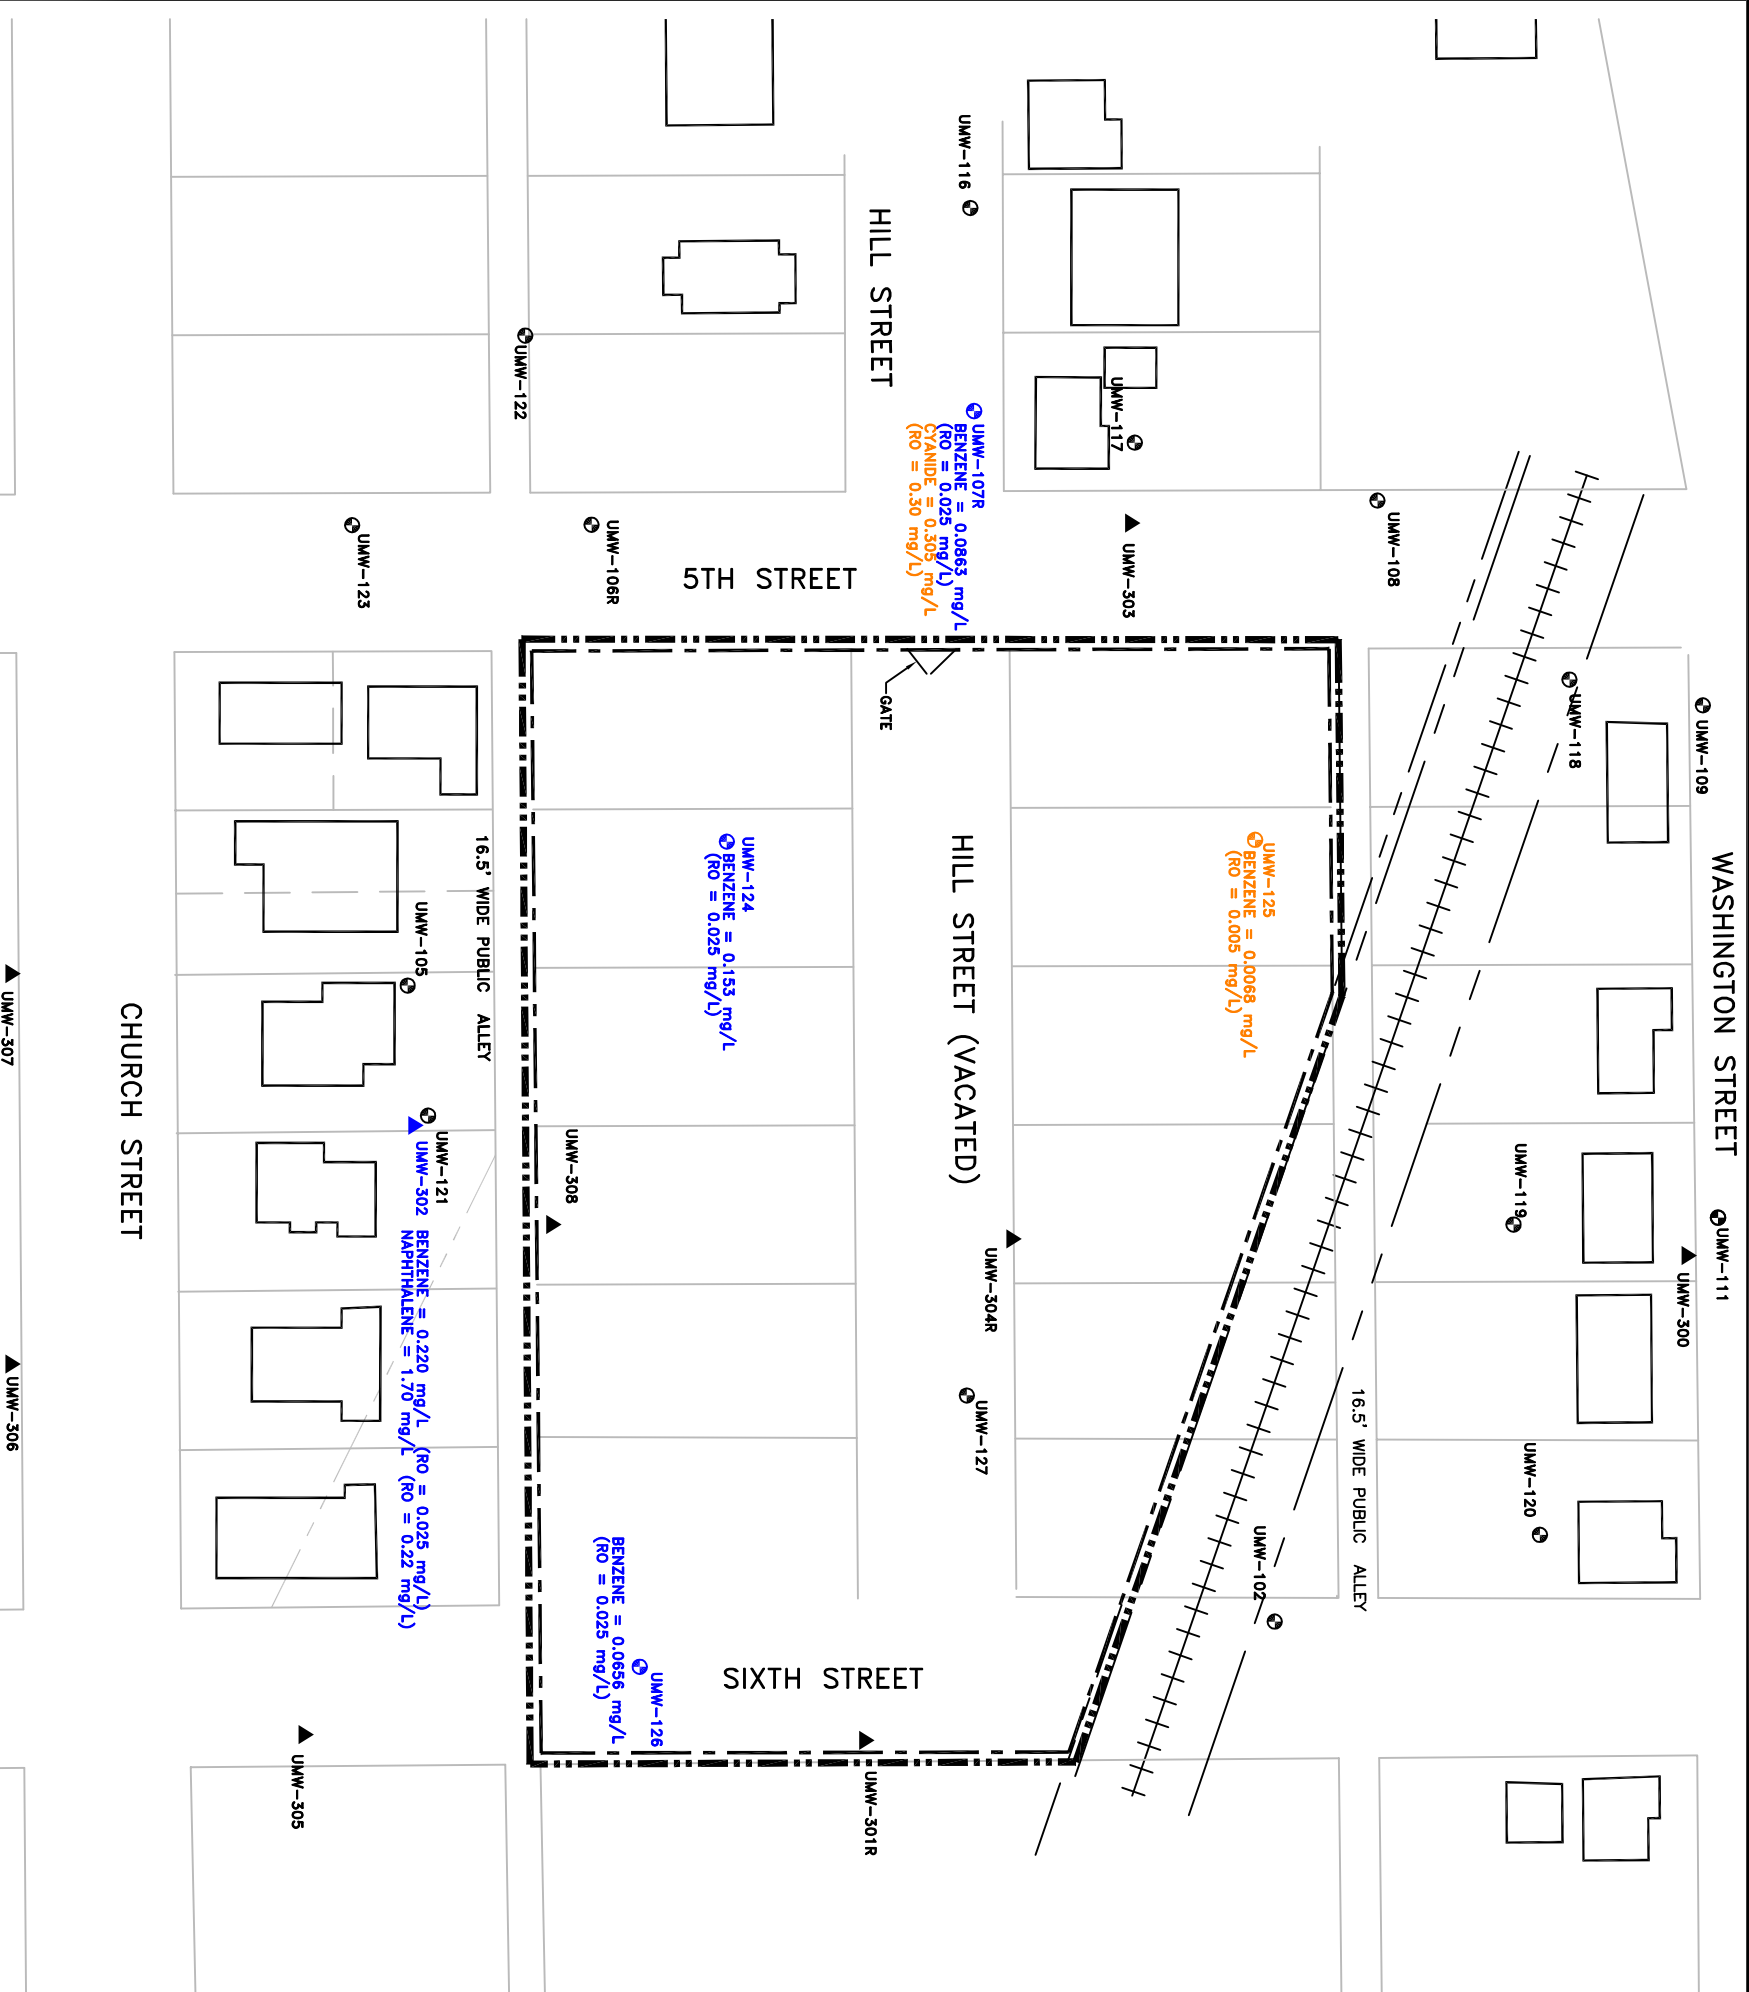 UMW-116
HILL STREET
UMW-122
UMW-117
UMW-107R
BENZENE = 0.0863 mg/L
(RO = 0.025 mg/L)
CYANIDE = 0.305 mg/L
(RO = 0.30 mg/L)
UMW-123
UMW-106R
5TH STREET
UMW-303
UMW-108
GATE
UMW-118
UMW-109
UMW-124
BENZENE = 0.153 mg/L
(RO = 0.025 mg/L)
UMW-125
BENZENE = 0.0068 mg/L
(RO = 0.005 mg/L)
HILL STREET (VACATED)
WASHINGTON STREET
16.5' WIDE PUBLIC ALLEY
UMW-105
UMW-307
CHURCH STREET
UMW-121
UMW-302 BENZENE = 0.220 mg/L (RO = 0.025 mg/L)
NAPHTHALENE = 1.70 mg/L (RO = 0.22 mg/L)
UMW-308
UMW-304R
UMW-119
UMW-111
UMW-300
UMW-306
UMW-127
16.5' WIDE PUBLIC ALLEY
UMW-120
UMW-102
UMW-126
BENZENE = 0.0656 mg/L
(RO = 0.025 mg/L)
SIXTH STREET
UMW-305
UMW-301R